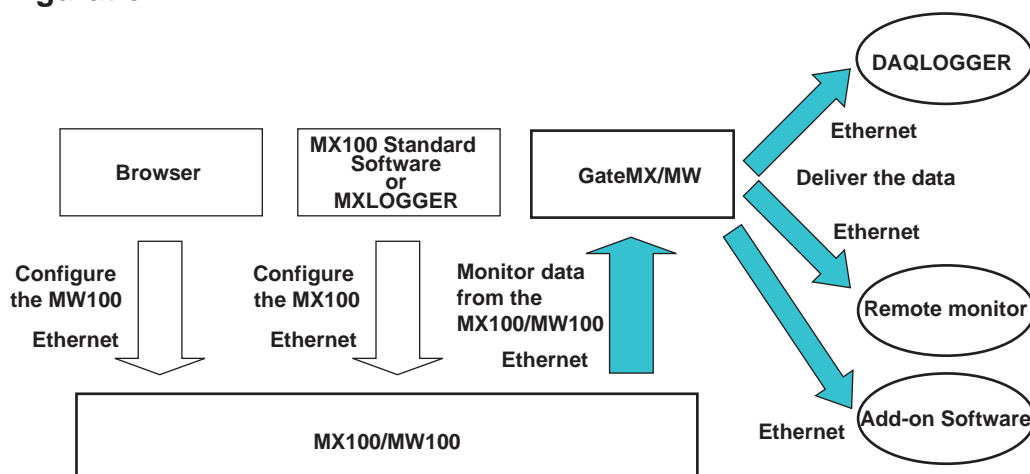 DAQLOGGER
Ethernet
MX100 Standard
Software
or
MXLOGGER
Browser
GateMX/MW
Deliver the data
Ethernet
Configure
the MW100
Ethernet
Configure
the MX100
Ethernet
Monitor data
from the
MX100/MW100
Ethernet
Remote monitor
Add-on Software
Ethernet
MX100/MW100